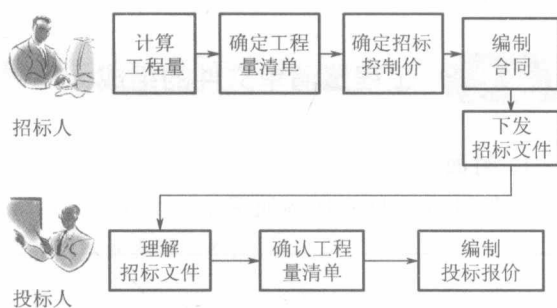 计算
工程量
确定工程
量清单
确定招标
控制价
编制
合同
招标人
下发
招标文件
理解
招标文件
确认工程
量清单
编制
投标报价
投标人